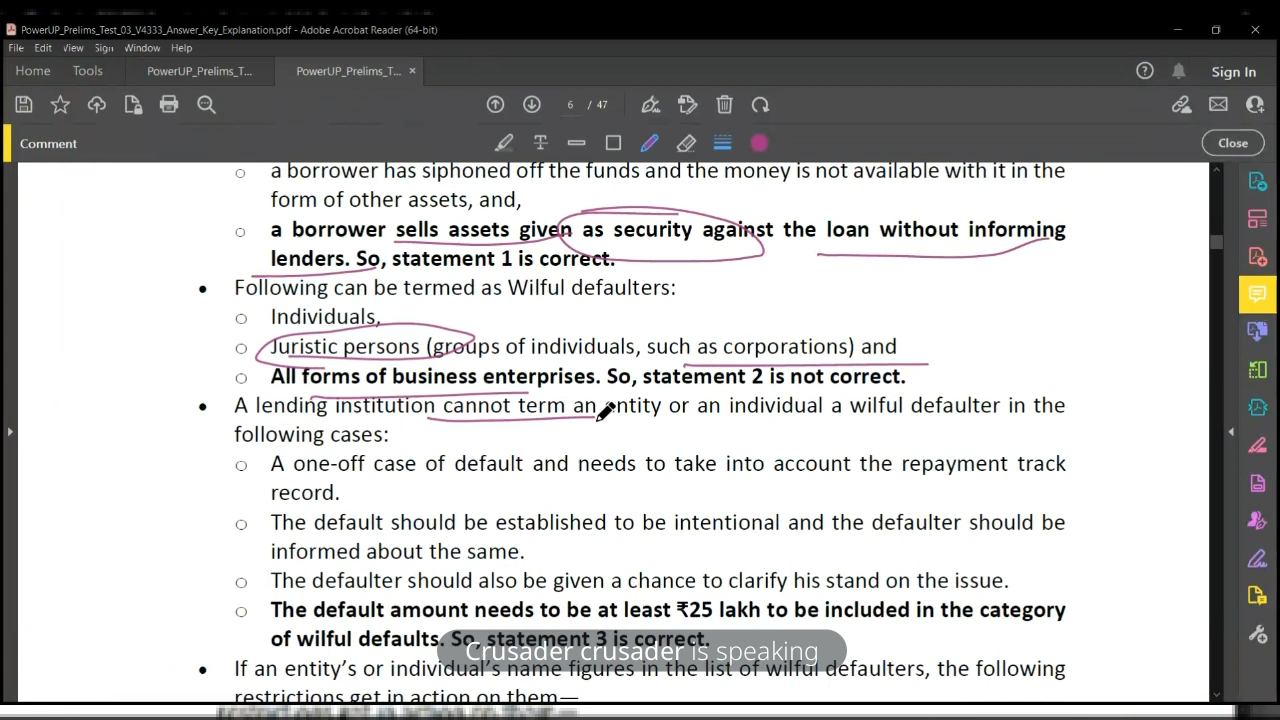 PowerUP_Prelims_Test_03_V4333_Answer_Key_Explanation.pdf - Adobe Acrobat Reader (64-bit)
File Edit View Sign Window Help
Home Tools PowerUP_Prelims_T... PowerUP_Prelims_T... × Sign In
6 / 47
Comment Close
a borrower has siphoned off the funds and the money is not available with it in the
form of other assets, and,
a borrower sells assets given as security against the loan without informing
lenders. So, statement 1 is correct.
Following can be termed as Wilful defaulters:
Individuals,
Juristic persons (groups of individuals, such as corporations) and
All forms of business enterprises. So, statement 2 is not correct.
A lending institution cannot term an entity or an individual a wilful defaulter in the
following cases:
A one-off case of default and needs to take into account the repayment track
record.
The default should be established to be intentional and the defaulter should be
informed about the same.
The defaulter should also be given a chance to clarify his stand on the issue.
The default amount needs to be at least ₹25 lakh to be included in the category
of wilful defaults. So, statement 3 is correct.
Crusader crusader is speaking
If an entity's or individual's name figures in the list of wilful defaulters, the following
restrictions get in action on them—